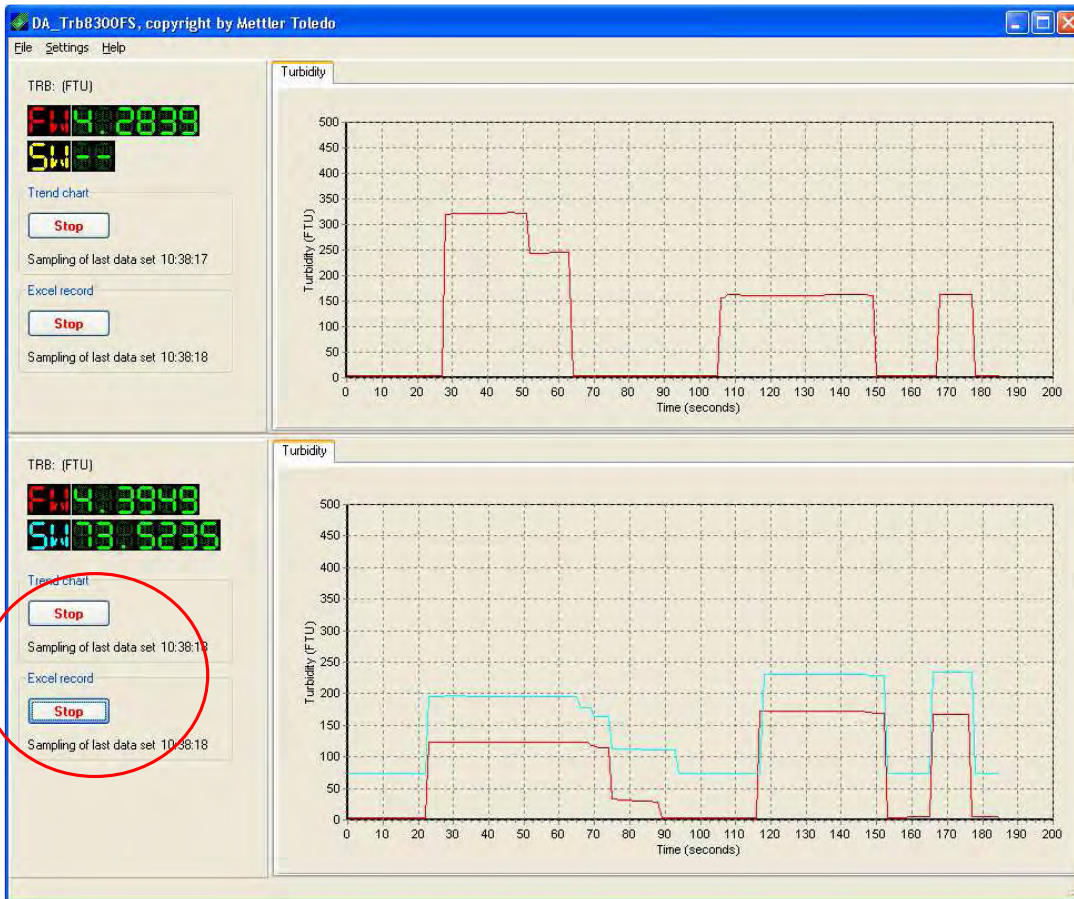 DA_Trb8300FS, copyright by Mettler Toledo
File Settings Help
TRB: (FTU)
FW 4.2839
SW --
Trend chart
Stop
Sampling of last data set 10:38:17
Excel record
Stop
Sampling of last data set 10:38:18
Turbidity
Turbidity (FTU)
500
450
400
350
300
250
200
150
100
50
0
0 10 20 30 40 50 60 70 80 90 100 110 120 130 140 150 160 170 180 190 200
Time (seconds)
TRB: (FTU)
FW 4.3949
SW 73.5235
Trend chart
Stop
Sampling of last data set 10:38:18
Excel record
Stop
Sampling of last data set 10:38:18
Turbidity
Turbidity (FTU)
500
450
400
350
300
250
200
150
100
50
0
0 10 20 30 40 50 60 70 80 90 100 110 120 130 140 150 160 170 180 190 200
Time (seconds)